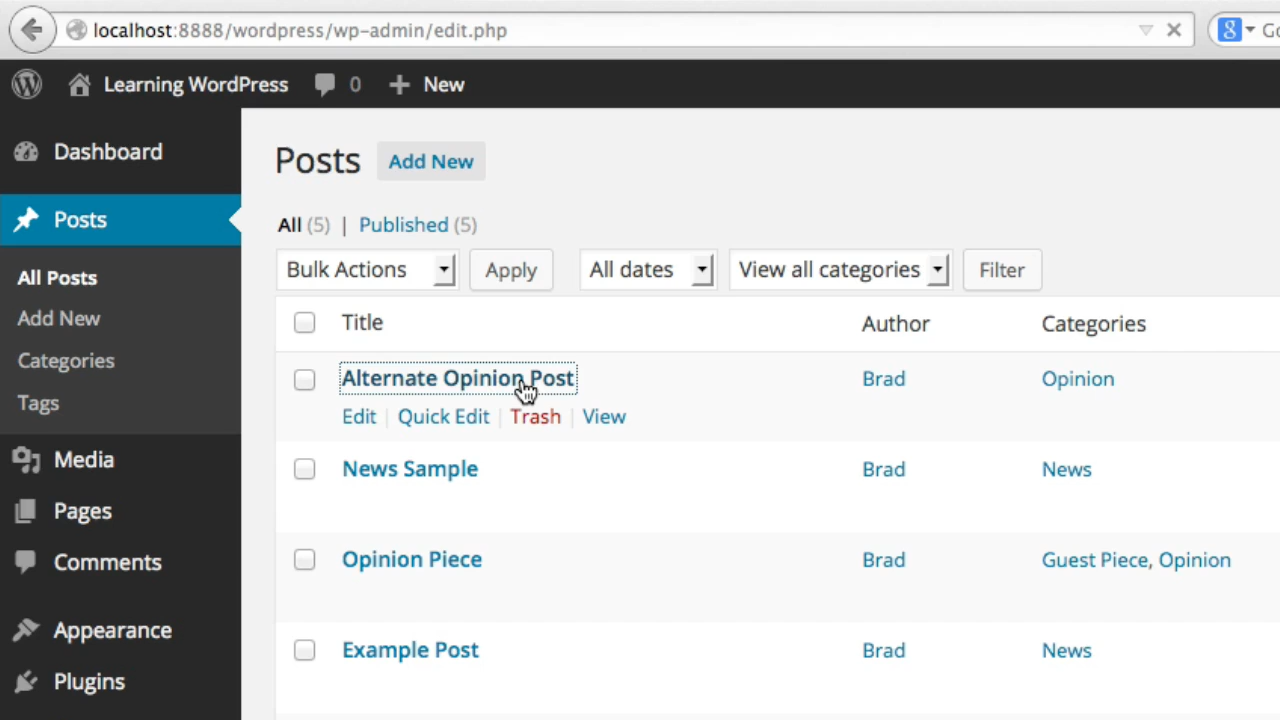 localhost:8888/wordpress/wp-admin/edit.php
8 Go
Learning WordPress 0 + New
Dashboard
Posts
All Posts
Add New
Categories
Tags
Media
Pages
Comments
Appearance
Plugins
Posts Add New
All (5) | Published (5)
Bulk Actions Apply All dates View all categories Filter
Title Author Categories
Alternate Opinion Post Brad Opinion
Edit | Quick Edit | Trash | View
News Sample Brad News
Opinion Piece Brad Guest Piece, Opinion
Example Post Brad News